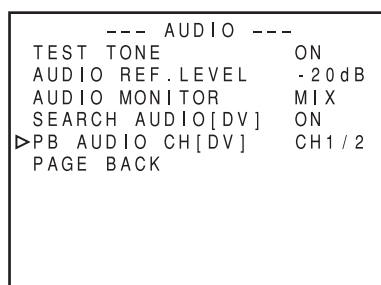 --- AUDIO ---
TEST TONE ON
AUDIO REF.LEVEL -20dB
AUDIO MONITOR MIX
SEARCH AUDIO[DV] ON
PB AUDIO CH[DV] CH1/2
PAGE BACK